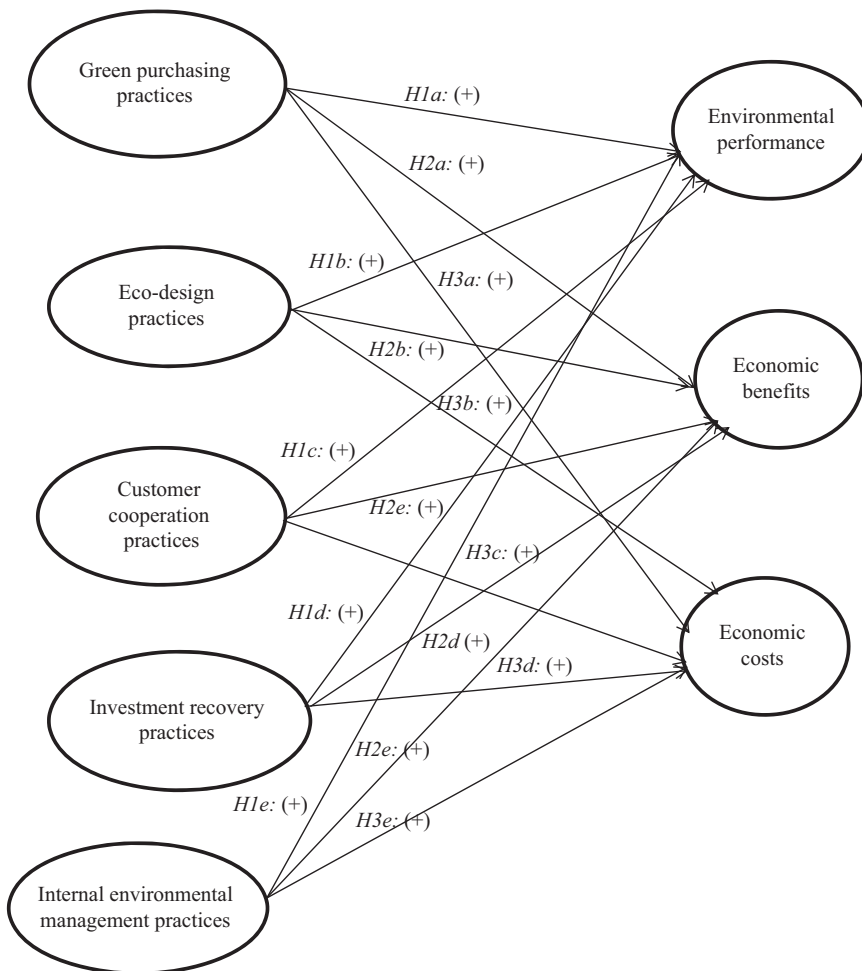 Green purchasing
practices
Eco-design
practices
Customer
cooperation
practices
Investment recovery
practices
Internal environmental
management practices
H1a: (+)
H2a: (+)
H1b: (+)
H3a: (+)
H2b: (+)
H3b: (+)
H1c: (+)
H2e: (+)
H3c: (+)
H1d: (+)
H2d (+)
H3d: (+)
H2e: (+)
H1e: (+)
H3e: (+)
Environmental
performance
Economic
benefits
Economic
costs